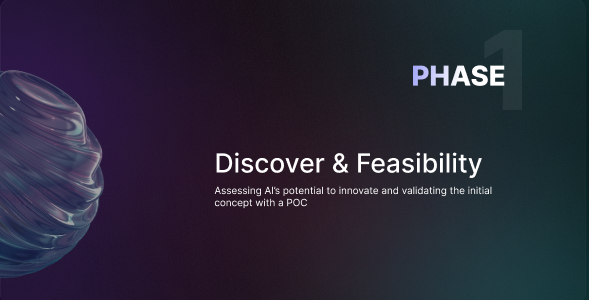 1
PHASE
Discover & Feasibility
Assessing AI's potential to innovate and validating the initial
concept with a POC